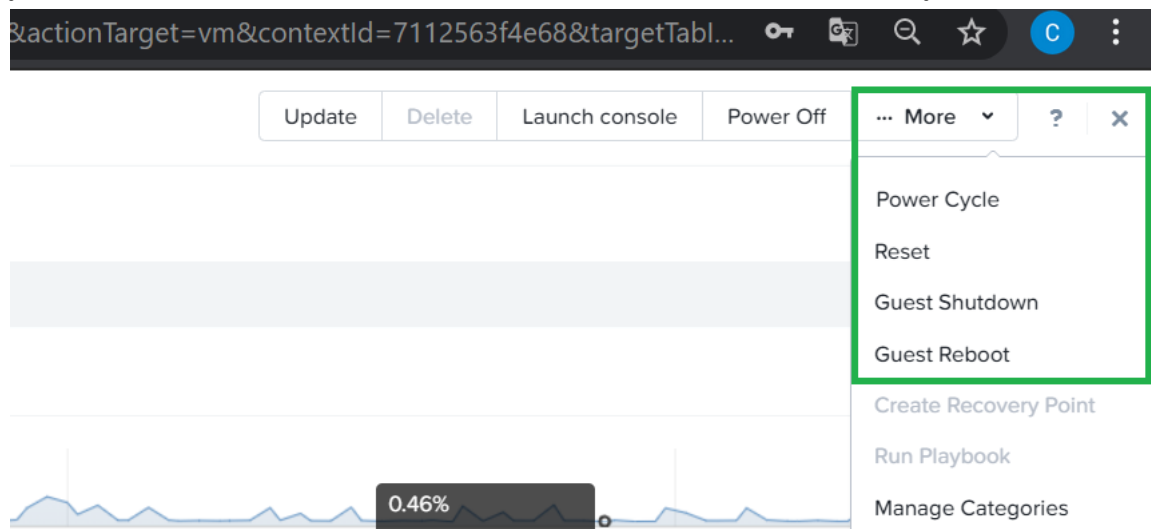 &actionTarget=vm&contextId=7112563f4e68&targetTabl... C
Update Delete Launch console Power Off ··· More ? ×
Power Cycle
Reset
Guest Shutdown
Guest Reboot
Create Recovery Point
Run Playbook
Manage Categories
0.46%